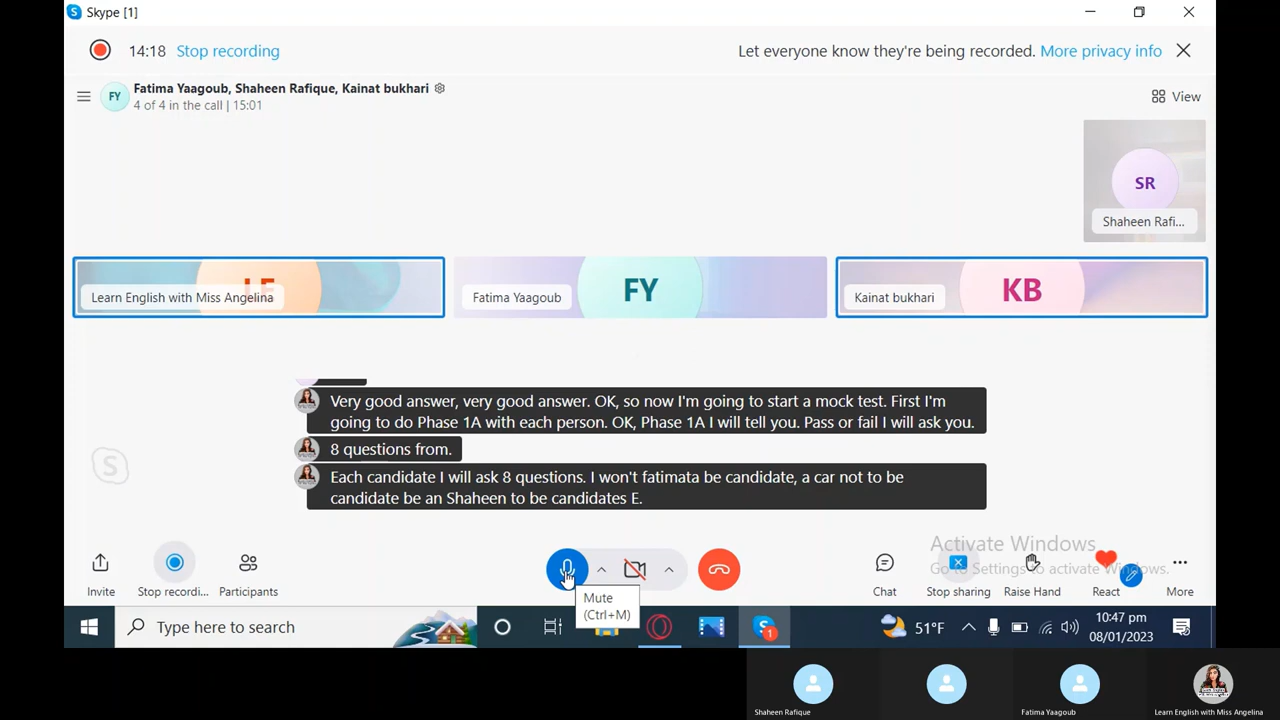 Skype [1]
14:18 Stop recording
Let everyone know they're being recorded. More privacy info
FY
Fatima Yaagoub, Shaheen Rafique, Kainat bukhari
4 of 4 in the call | 15:01
View
SR
Shaheen Rafi...
LE
Learn English with Miss Angelina
Fatima Yaagoub
FY
Kainat bukhari
KB
Very good answer, very good answer. OK, so now I'm going to start a mock test. First I'm
going to do Phase 1A with each person. OK, Phase 1A I will tell you. Pass or fail I will ask you.
8 questions from.
Each candidate I will ask 8 questions. I won't fatimata be candidate, a car not to be
candidate be an Shaheen to be candidates E.
Activate Windows
Go to Settings to activate Windows.
Invite
Stop recordi...
Participants
Chat
Stop sharing
Raise Hand
React
More
Mute
(Ctrl+M)
Type here to search
1
51°F
10:47 pm
08/01/2023
Shaheen Rafique
Fatima Yaagoub
Learn English with Miss Angelina